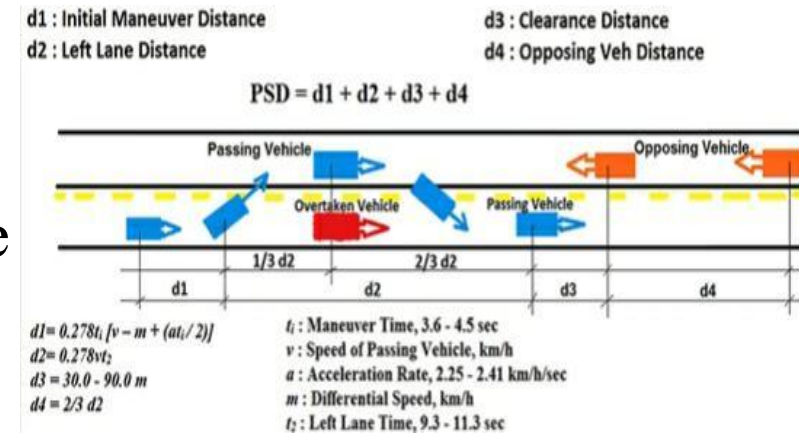 d1 : Initial Maneuver Distance
d3 : Clearance Distance
d2 : Left Lane Distance
d4 : Opposing Veh Distance
PSD = d1 + d2 + d3 + d4
Passing Vehicle
Opposing Vehicle
e
Overtaken Vehicle
Passing Vehicle
1/3 d2
2/3 d2
d1
d2
d3
d4
d1= 0.278tᵢ [v – m + (atᵢ / 2)]
d2= 0.278vt₂
d3 = 30.0 - 90.0 m
d4 = 2/3 d2
tᵢ : Maneuver Time, 3.6 - 4.5 sec
v : Speed of Passing Vehicle, km/h
a : Acceleration Rate, 2.25 - 2.41 km/h/sec
m : Differential Speed, km/h
t₂ : Left Lane Time, 9.3 - 11.3 sec